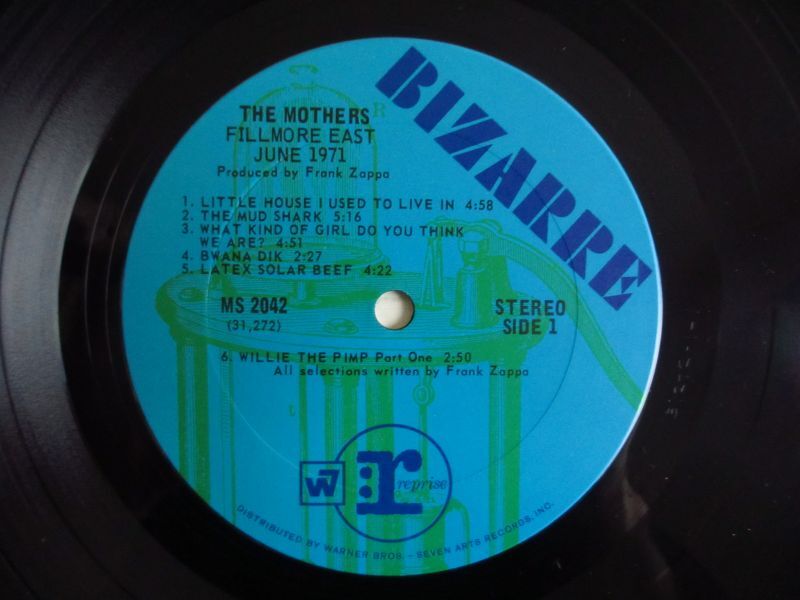 BIZARRE
THE MOTHERS
FILLMORE EAST
JUNE 1971
Produced by Frank Zappa
1. LITTLE HOUSE I USED TO LIVE IN 4:58
2. THE MUD SHARK 5:16
3. WHAT KIND OF GIRL DO YOU THINK
WE ARE? 4:51
4. BWANA DIK 2:27
5. LATEX SOLAR BEEF 4:22
MS 2042
(31,272)
STEREO
SIDE 1
6. WILLIE THE PIMP Part One 2:50
All selections written by Frank Zappa
W7
:r reprise
DISTRIBUTED BY WARNER BROS. - SEVEN ARTS RECORDS, INC.